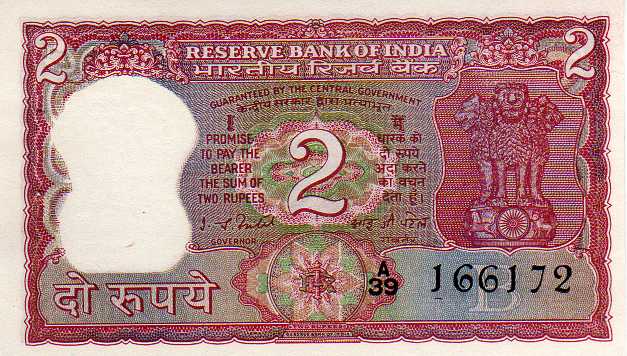 2
2
RESERVE BANK OF INDIA
भारतीय रिज़र्व बैंक
GUARANTEED BY THE CENTRAL GOVERNMENT
केन्द्रीय सरकार द्वारा प्रत्याभूत
I PROMISE
TO PAY THE
BEARER
THE SUM OF
TWO RUPEES
2
मैं धारक को
दो रुपये
अदा करने
का वचन
देता हूँ।
GOVERNOR
दो रुपये
A
39
166172
B